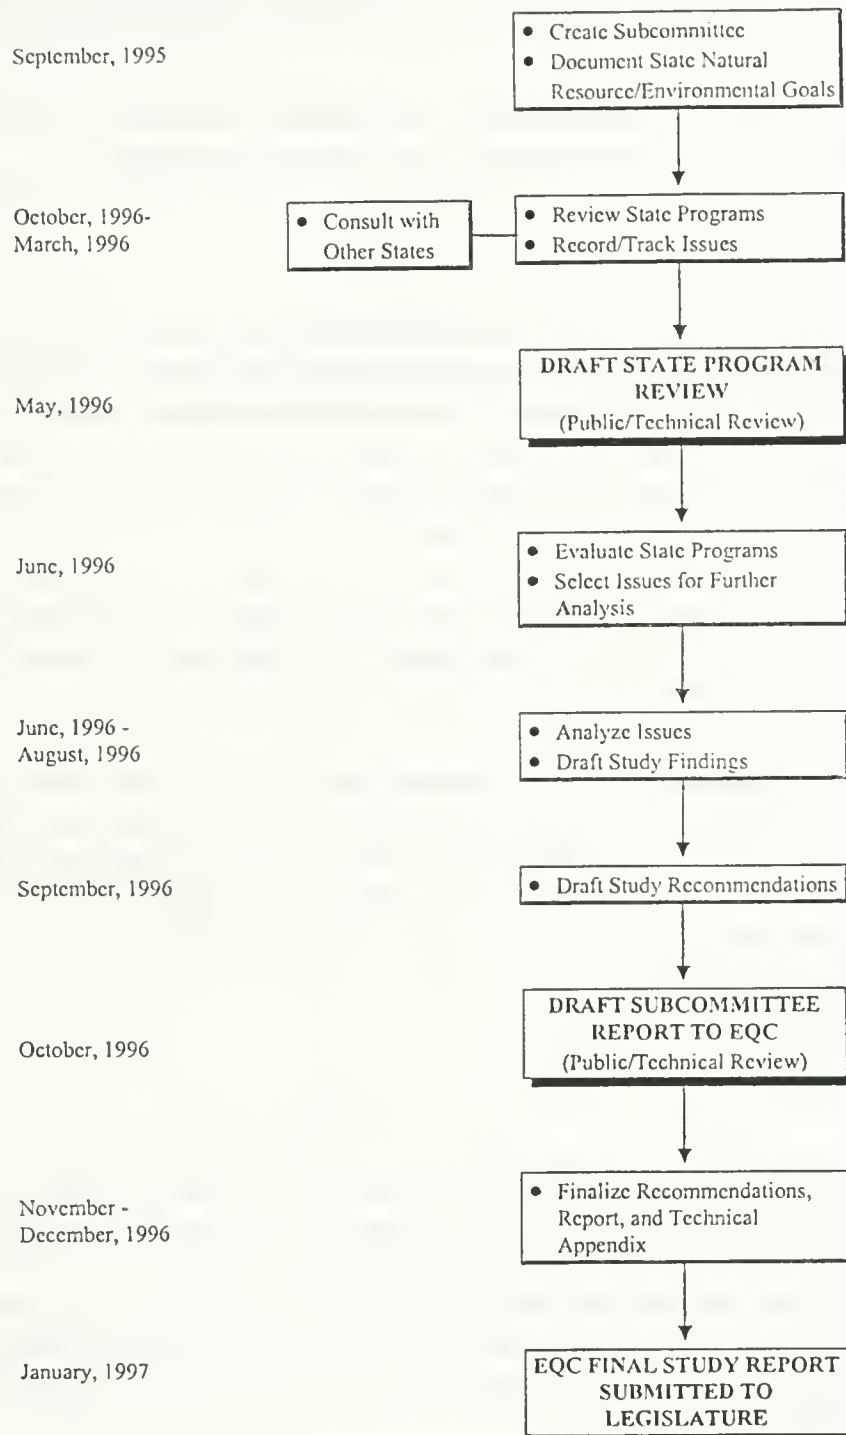 September, 1995
• Create Subcommittee
• Document State Natural
Resource/Environmental Goals
October, 1996-
March, 1996
• Consult with
Other States
• Review State Programs
• Record/Track Issues
May, 1996
DRAFT STATE PROGRAM
REVIEW
(Public/Technical Review)
June, 1996
• Evaluate State Programs
• Select Issues for Further
Analysis
June, 1996 -
August, 1996
• Analyze Issues
• Draft Study Findings
September, 1996
• Draft Study Recommendations
October, 1996
DRAFT SUBCOMMITTEE
REPORT TO EQC
(Public/Technical Review)
November -
December, 1996
• Finalize Recommendations,
Report, and Technical
Appendix
January, 1997
EQC FINAL STUDY REPORT
SUBMITTED TO
LEGISLATURE